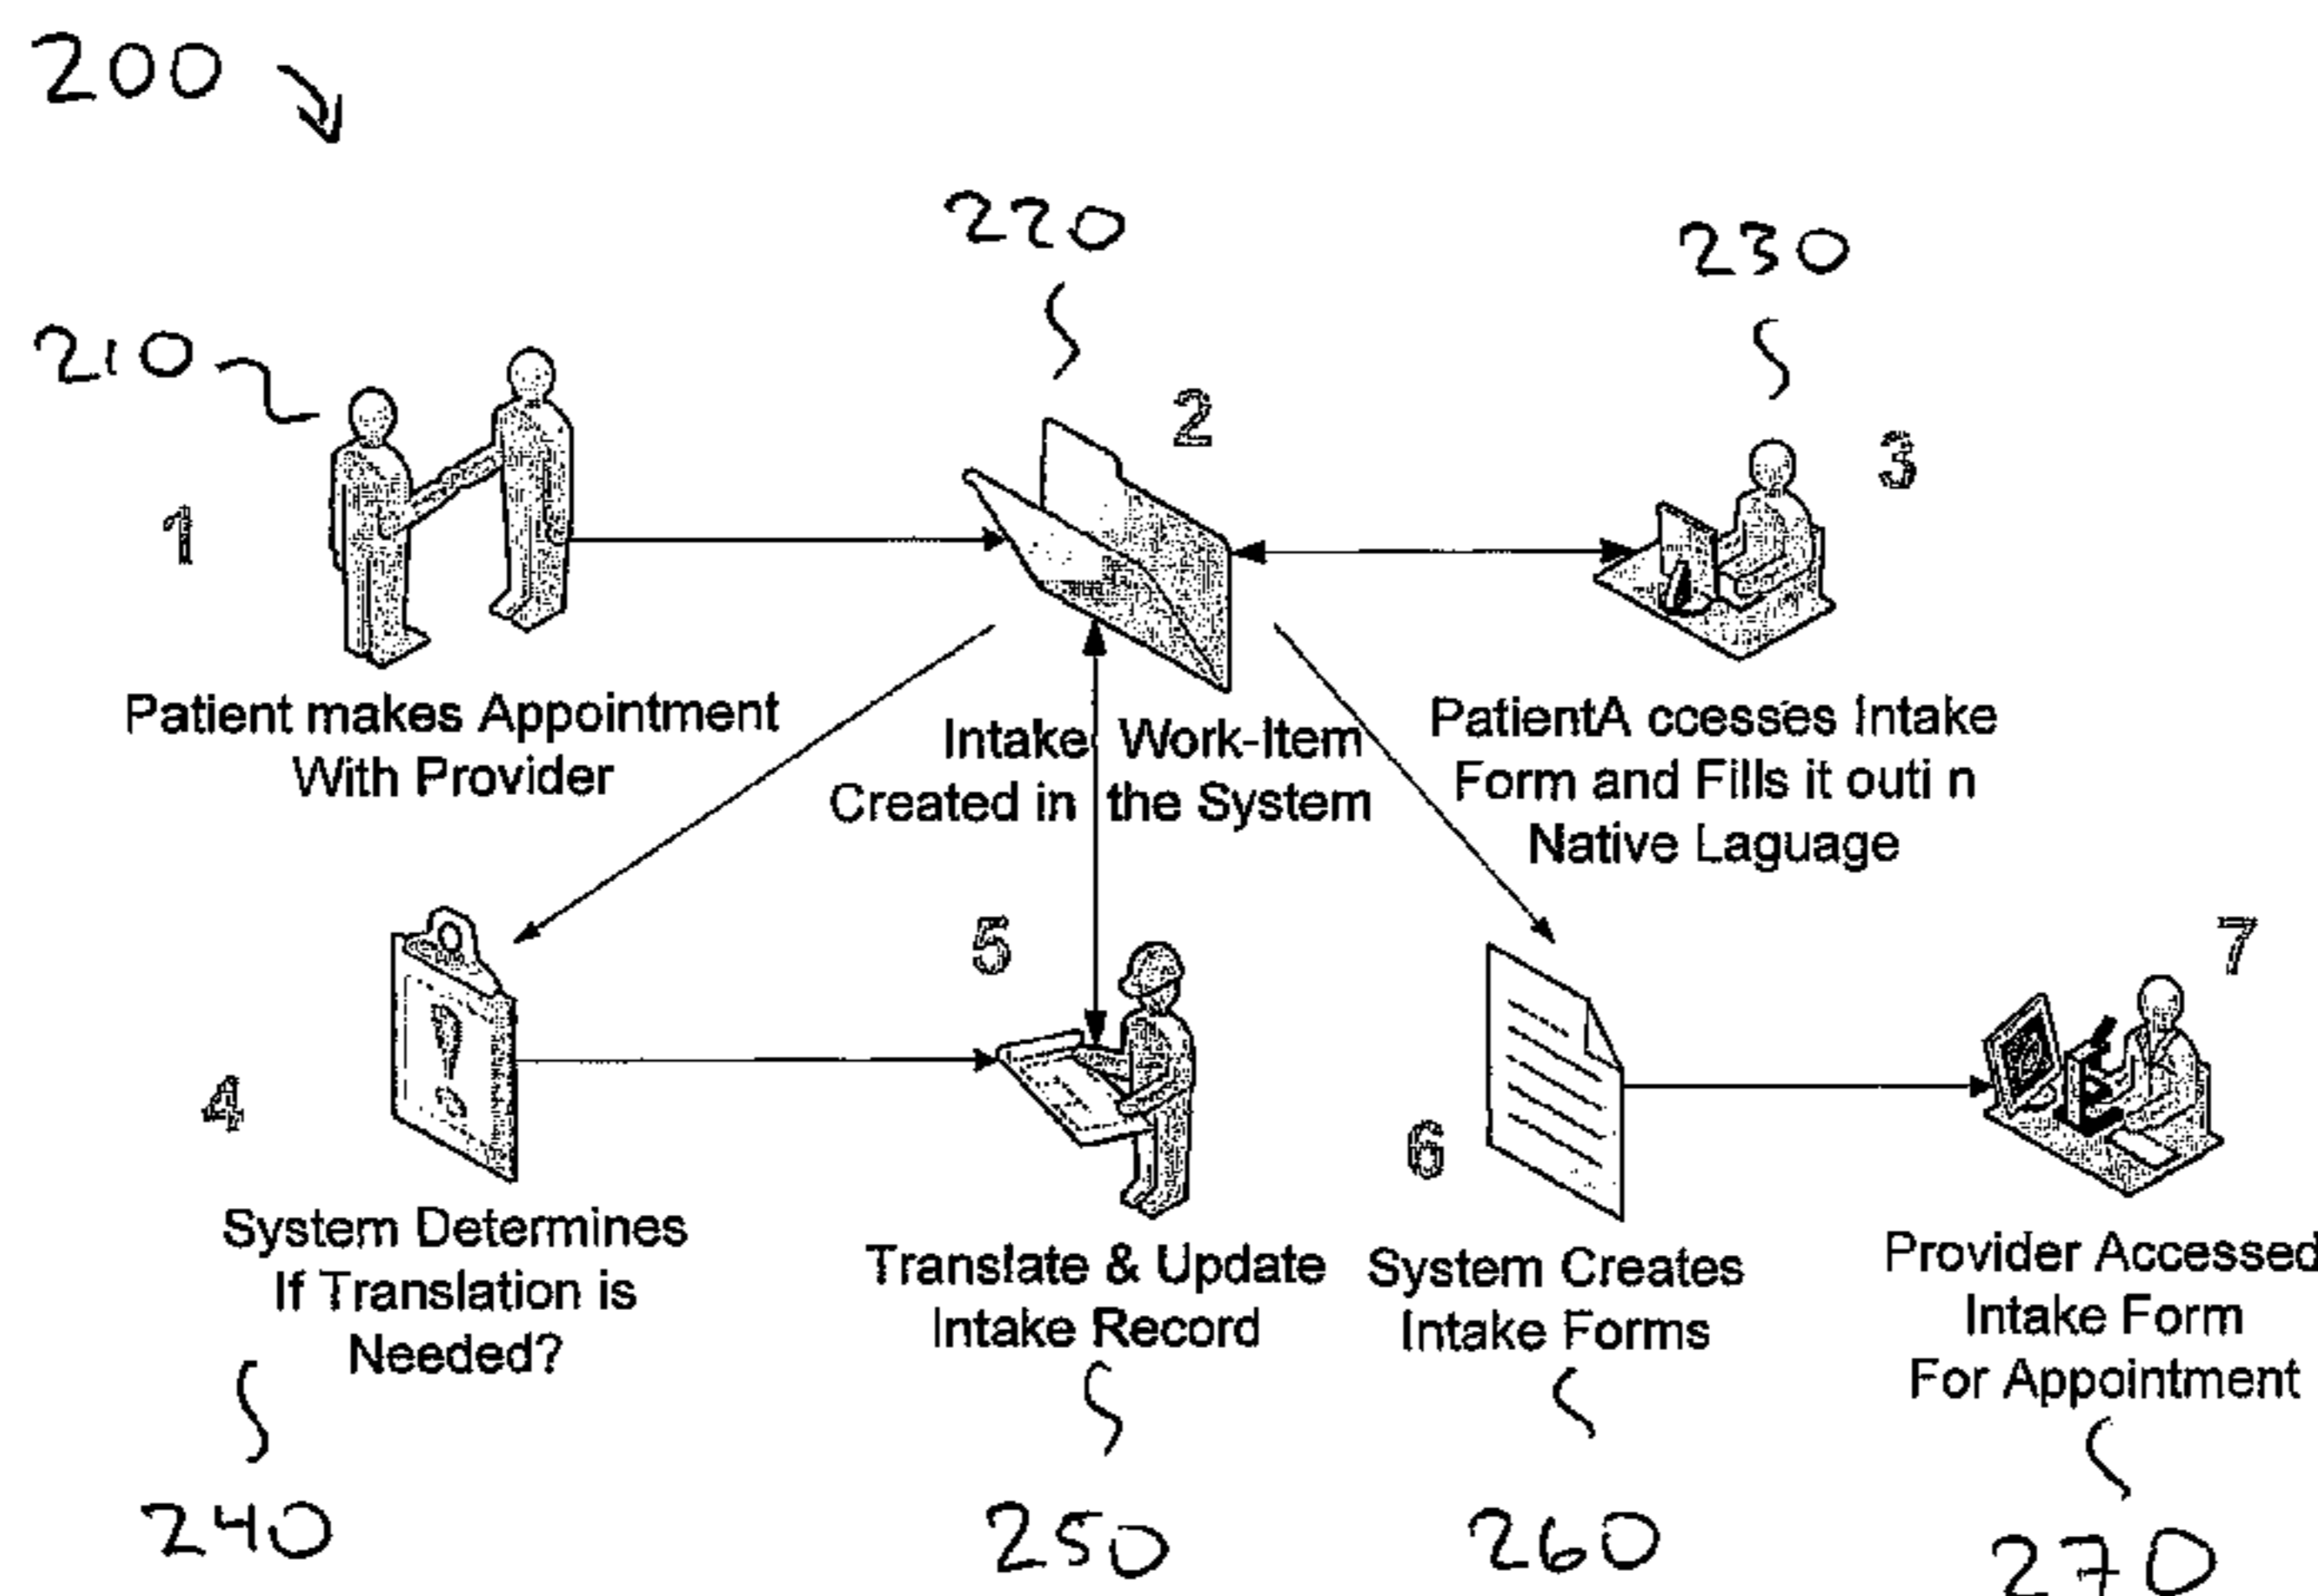 200
220
230
210
2
3
1
Patient makes Appointment
With Provider
Intake Work-Item
Created in the System
PatientA ccesses Intake
Form and Fills it outi n
Native Laguage
5
7
4
6
System Determines
If Translation is
Needed?
Translate & Update
Intake Record
System Creates
Intake Forms
Provider Accessed
Intake Form
For Appointment
240
250
260
270